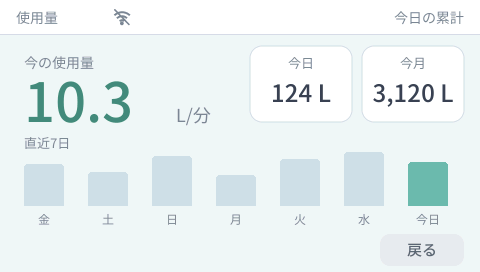 使用量
今日の累計
今の使用量
10.3 L/分
今日
124 L
今月
3,120 L
直近7日
金 土 日 月 火 水 今日
戻る